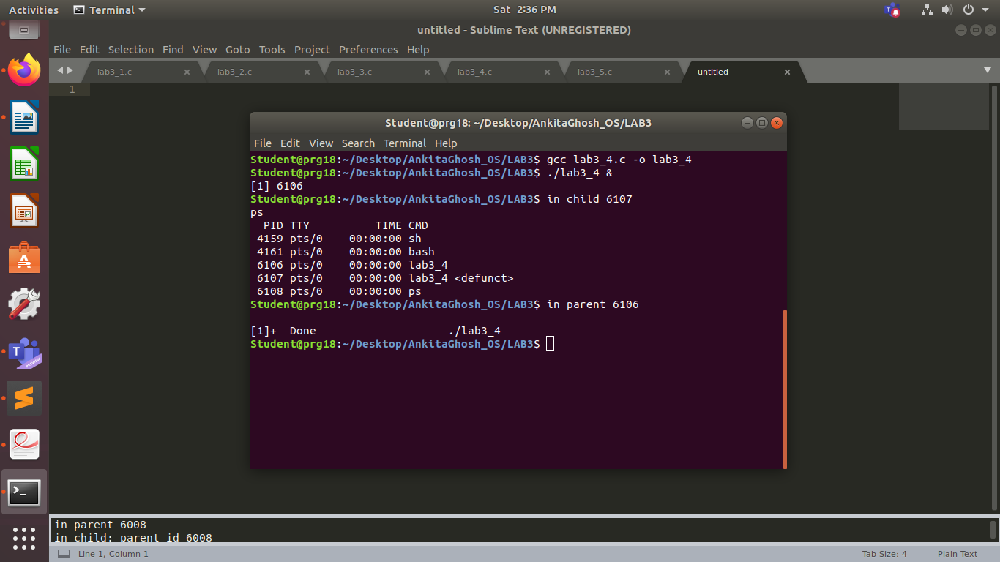 Activities Terminal Sat 2:36 PM
untitled - Sublime Text (UNREGISTERED)
File Edit Selection Find View Goto Tools Project Preferences Help
lab3_1.c lab3_2.c lab3_3.c lab3_4.c lab3_5.c untitled
1
Student@prg18: ~/Desktop/AnkitaGhosh_OS/LAB3
File Edit View Search Terminal Help
Student@prg18:~/Desktop/AnkitaGhosh_OS/LAB3$ gcc lab3_4.c -o lab3_4
Student@prg18:~/Desktop/AnkitaGhosh_OS/LAB3$ ./lab3_4 &
[1] 6106
Student@prg18:~/Desktop/AnkitaGhosh_OS/LAB3$ in child 6107
ps
  PID TTY          TIME CMD
 4159 pts/0    00:00:00 sh
 4161 pts/0    00:00:00 bash
 6106 pts/0    00:00:00 lab3_4
 6107 pts/0    00:00:00 lab3_4 <defunct>
 6108 pts/0    00:00:00 ps
Student@prg18:~/Desktop/AnkitaGhosh_OS/LAB3$ in parent 6106
[1]+  Done                    ./lab3_4
Student@prg18:~/Desktop/AnkitaGhosh_OS/LAB3$
PREVIEW
in parent 6008
in child: parent id 6008
Line 1, Column 1 Tab Size: 4 Plain Text